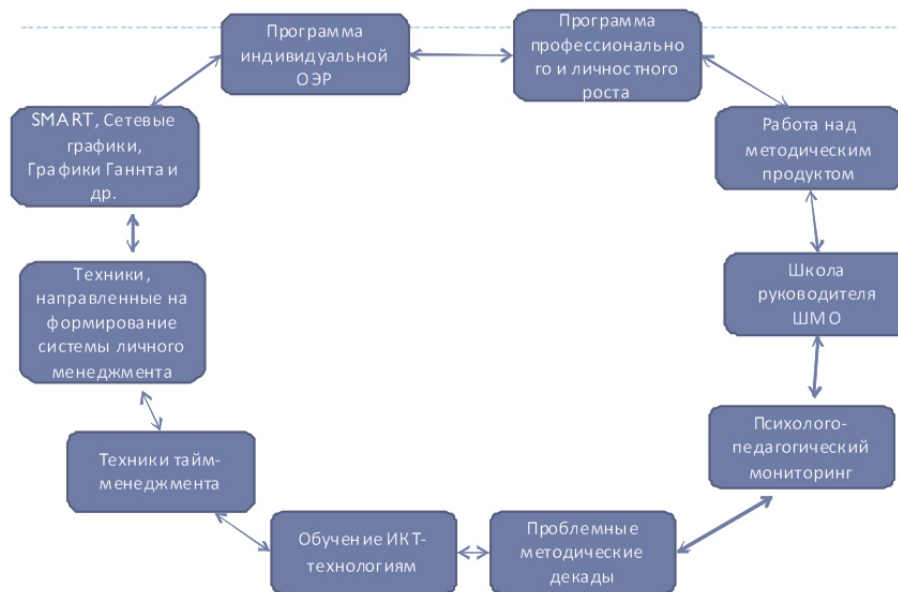 Программа
индивидуальной
ОЭР
Программа
профессионально
го и личностного
роста
SMART, Сетевые
графики,
Графики Ганнта и
др.
Работа над
методическим
продуктом
Техники,
направленные на
формирование
системы личного
менеджмента
Школа
руководителя
ШМО
Техники тайм-
менеджмента
Психолого-
педагогический
мониторинг
Обучение ИКТ-
технологиям
Проблемные
методические
декады